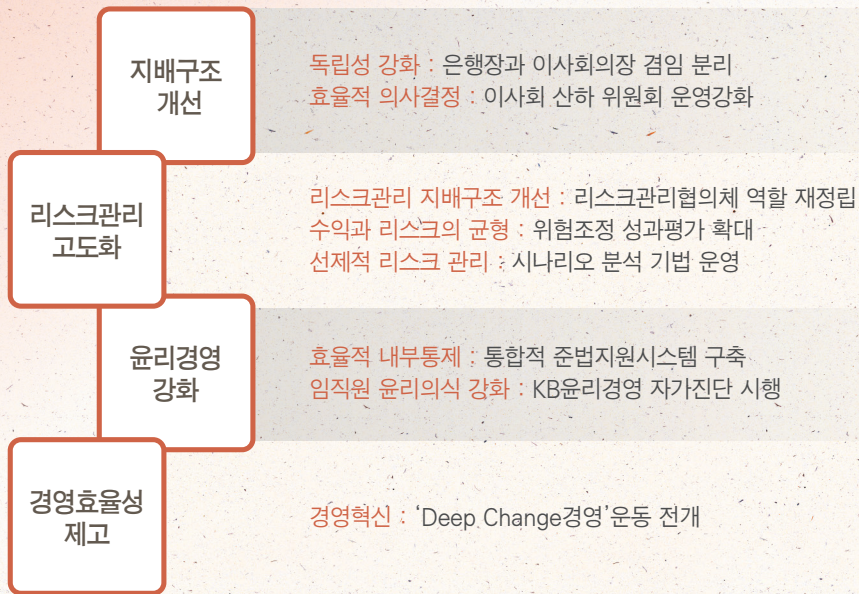 지배구조
개선
독립성 강화 : 은행장과 이사회의장 겸임 분리
효율적 의사결정 : 이사회 산하 위원회 운영강화
리스크관리
고도화
리스크관리 지배구조 개선 : 리스크관리협의체 역할 재정립
수익과 리스크의 균형 : 위험조정 성과평가 확대
선제적 리스크 관리 : 시나리오 분석 기법 운영
윤리경영
강화
효율적 내부통제 : 통합적 준법지원시스템 구축
임직원 윤리의식 강화 : KB윤리경영 자가진단 시행
경영효율성
제고
경영혁신 : ‘Deep Change경영’운동 전개